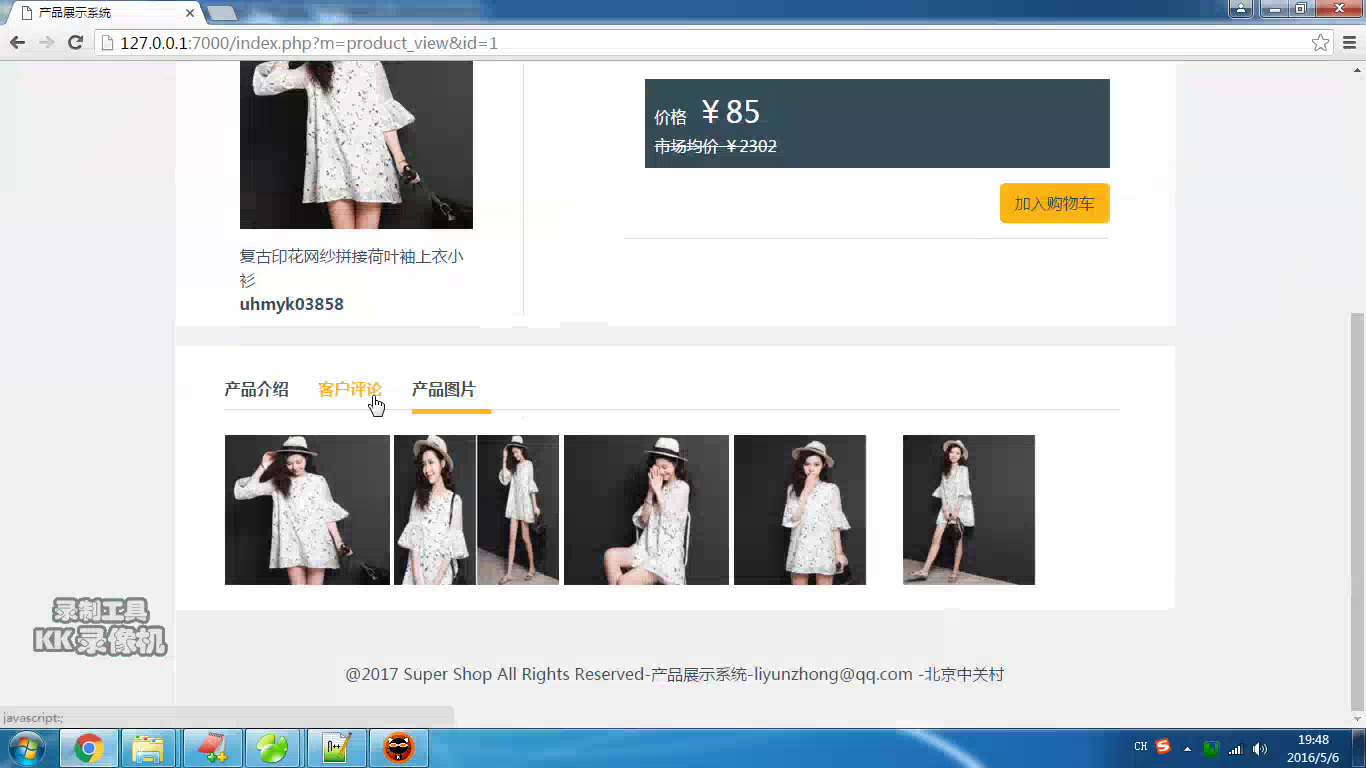 产品展示系统
127.0.0.1:7000/index.php?m=product_view&id=1
价格 ￥85
市场均价 ￥2302
加入购物车
复古印花网纱拼接荷叶袖上衣小
衫
uhmyk03858
产品介绍 客户评论 产品图片
录制工具
KK录像机
@2017 Super Shop All Rights Reserved-产品展示系统-liyunzhong@qq.com -北京中关村
javascript:;
CH
19:48
2016/5/6